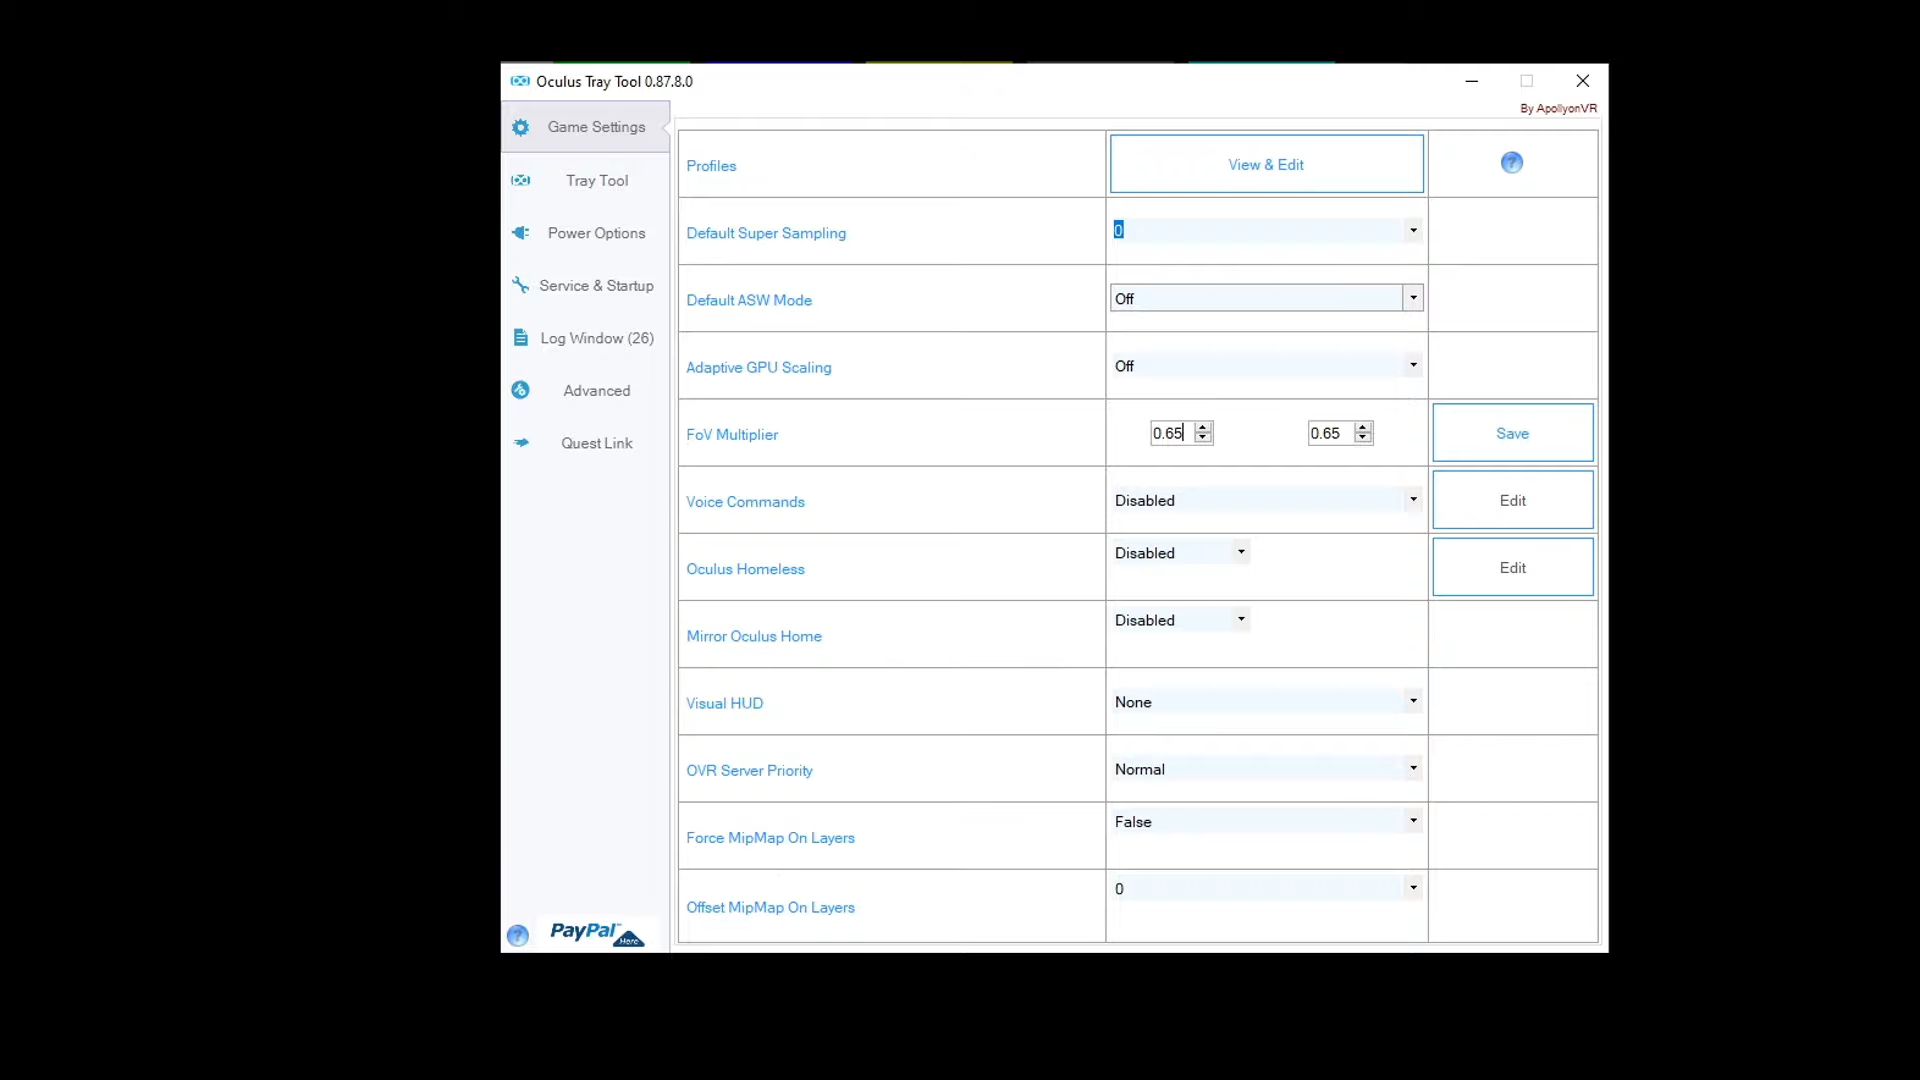 Oculus Tray Tool 0.87.8.0
By ApollyonVR
Game Settings
Tray Tool
Power Options
Service & Startup
Log Window (26)
Advanced
Quest Link
PayPal™
Here
Profiles
View & Edit
?
Default Super Sampling
0
Default ASW Mode
Off
Adaptive GPU Scaling
Off
FoV Multiplier
0.65
0.65
Save
Voice Commands
Disabled
Edit
Oculus Homeless
Disabled
Edit
Mirror Oculus Home
Disabled
Visual HUD
None
OVR Server Priority
Normal
Force MipMap On Layers
False
Offset MipMap On Layers
0
?